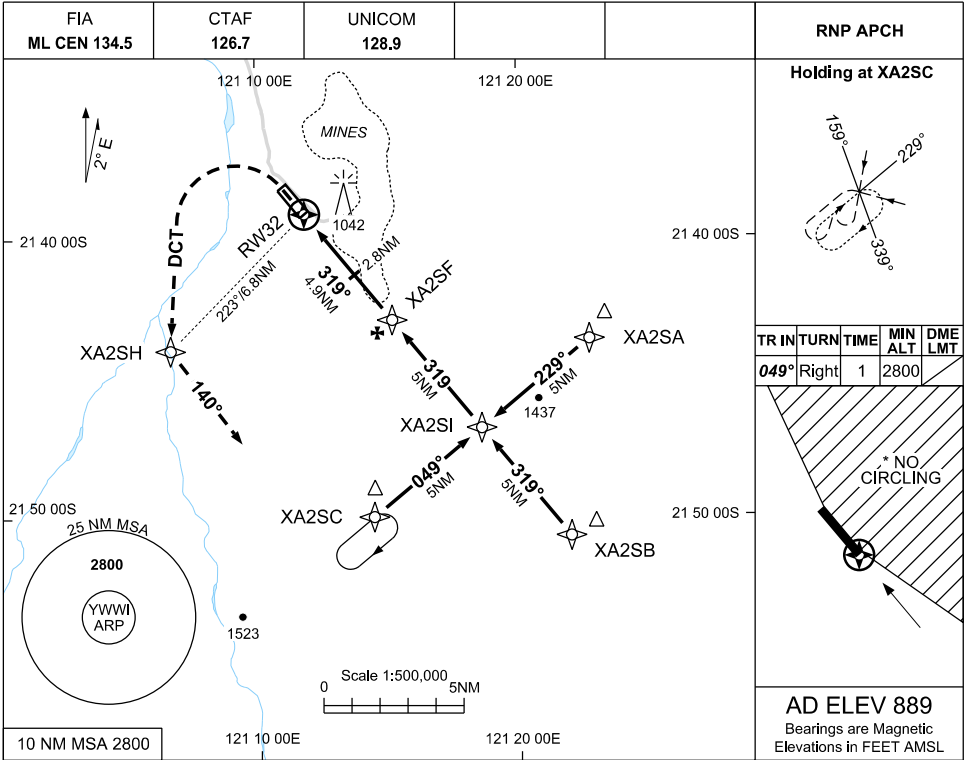 FIA
ML CEN 134.5
CTAF
126.7
UNICOM
128.9
RNP APCH
121 10 00E
121 20 00E
2° E
MINES
1042
RW32
21 40 00S
21 40 00S
DCT
223°/6.8NM
319°
4.9NM
2.8NM
XA2SF
XA2SH
140°
XA2SA
229°
5NM
1437
319
5NM
XA2SI
049°
5NM
319°
5NM
XA2SC
XA2SB
21 50 00S
21 50 00S
25 NM MSA
2800
YWWI
ARP
1523
Scale 1:500,000
0
5NM
10 NM MSA 2800
121 10 00E
121 20 00E
Holding at XA2SC
159°
229°
339°
TR IN TURN TIME MIN ALT DME LMT
049° Right 1 2800
* NO
CIRCLING
AD ELEV 889
Bearings are Magnetic
Elevations in FEET AMSL